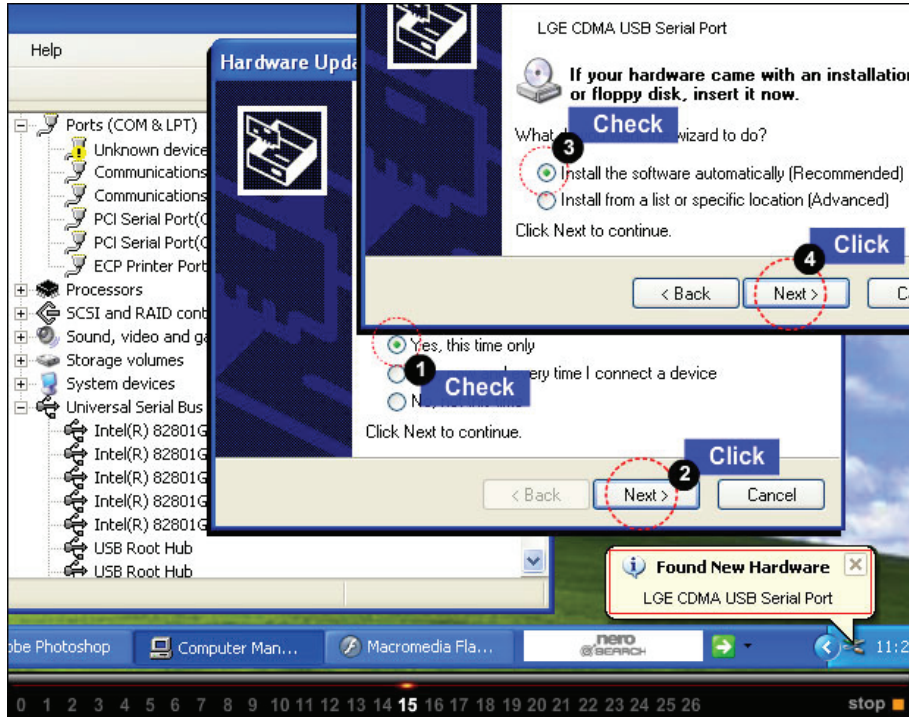 Help
Ports (COM & LPT)
Unknown device
Communications
Communications
PCI Serial Port(
PCI Serial Port(
ECP Printer Port
Processors
SCSI and RAID cont
Sound, video and ga
Storage volumes
System devices
Universal Serial Bus
Intel(R) 82801G
Intel(R) 82801G
Intel(R) 82801G
Intel(R) 82801G
Intel(R) 82801G
USB Root Hub
USB Root Hub
Hardware Upda
LGE CDMA USB Serial Port
If your hardware came with an installation
or floppy disk, insert it now.
What wizard to do?
Check
3
Install the software automatically (Recommended)
Install from a list or specific location (Advanced)
Click Next to continue.
4
Click
< Back
Next >
Yes, this time only
1
Check
every time I connect a device
Click Next to continue.
2
Click
< Back
Next >
Cancel
Found New Hardware
LGE CDMA USB Serial Port
obe Photoshop
Computer Man...
Macromedia Fla...
nero
SEARCH
11:2
0 1 2 3 4 5 6 7 8 9 10 11 12 13 14 15 16 17 18 19 20 21 22 23 24 25 26
stop